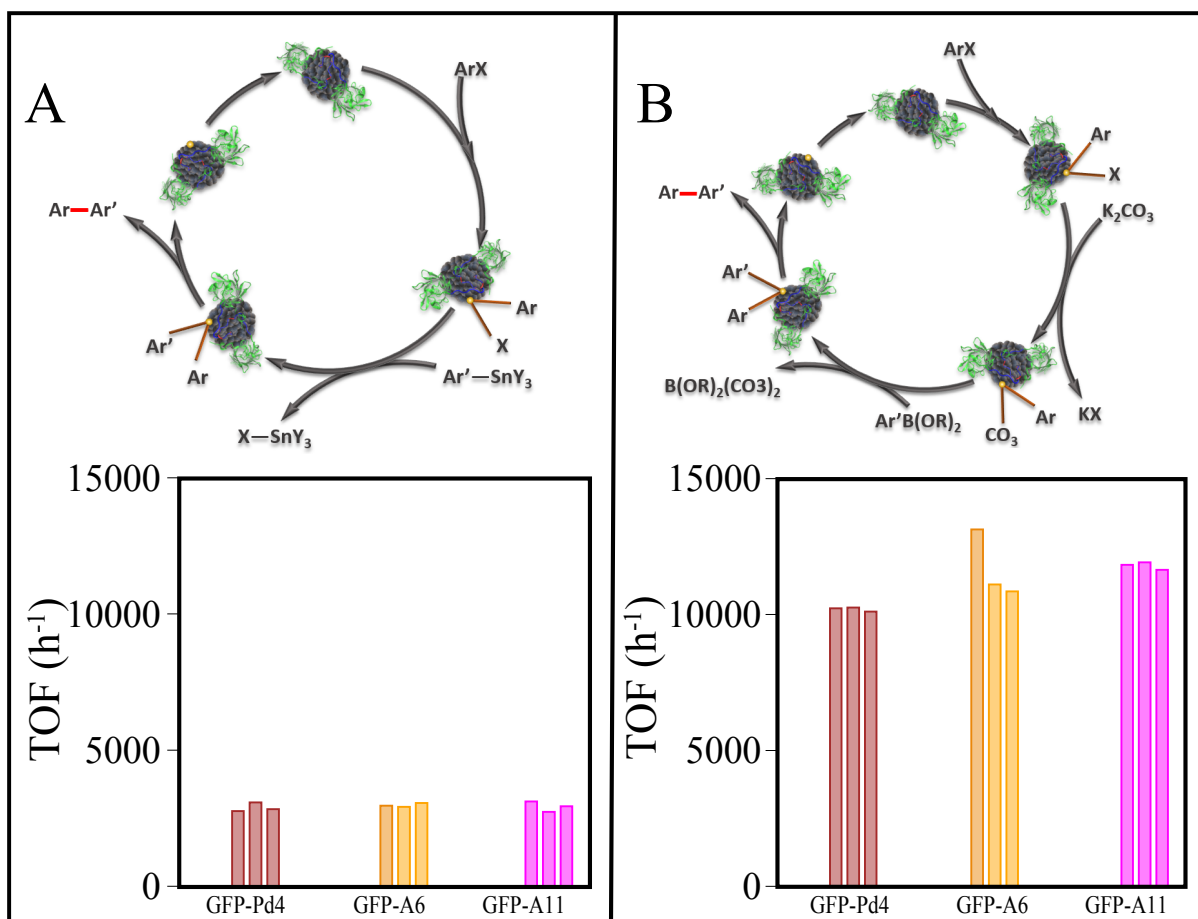 A
ArX
Ar—Ar’
Ar’
Ar
Ar
X
Ar’—SnY₃
X—SnY₃
15000
10000
5000
0
TOF (h⁻¹)
GFP-Pd4 GFP-A6 GFP-A11
B
ArX
Ar
X
K₂CO₃
Ar—Ar’
Ar’
Ar
B(OR)₂(CO3)₂
Ar’B(OR)₂
CO₃
Ar
KX
15000
10000
5000
0
TOF (h⁻¹)
GFP-Pd4 GFP-A6 GFP-A11